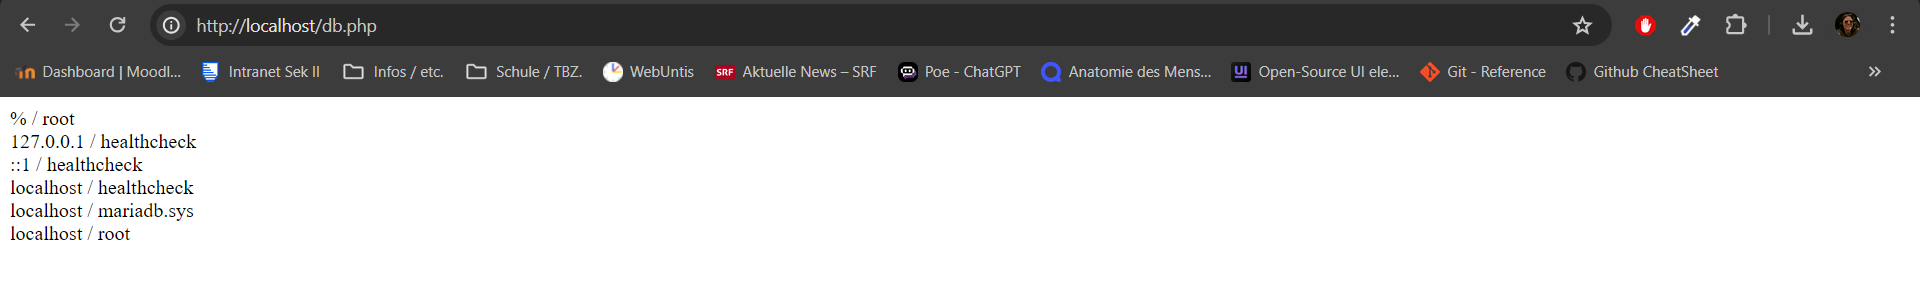 http://localhost/db.php
Dashboard | Moodl... Intranet Sek II Infos / etc. Schule / TBZ. WebUntis SRF Aktuelle News – SRF Poe - ChatGPT Anatomie des Mens... UI Open-Source UI ele... Git - Reference Github CheatSheet
% / root
127.0.0.1 / healthcheck
::1 / healthcheck
localhost / healthcheck
localhost / mariadb.sys
localhost / root